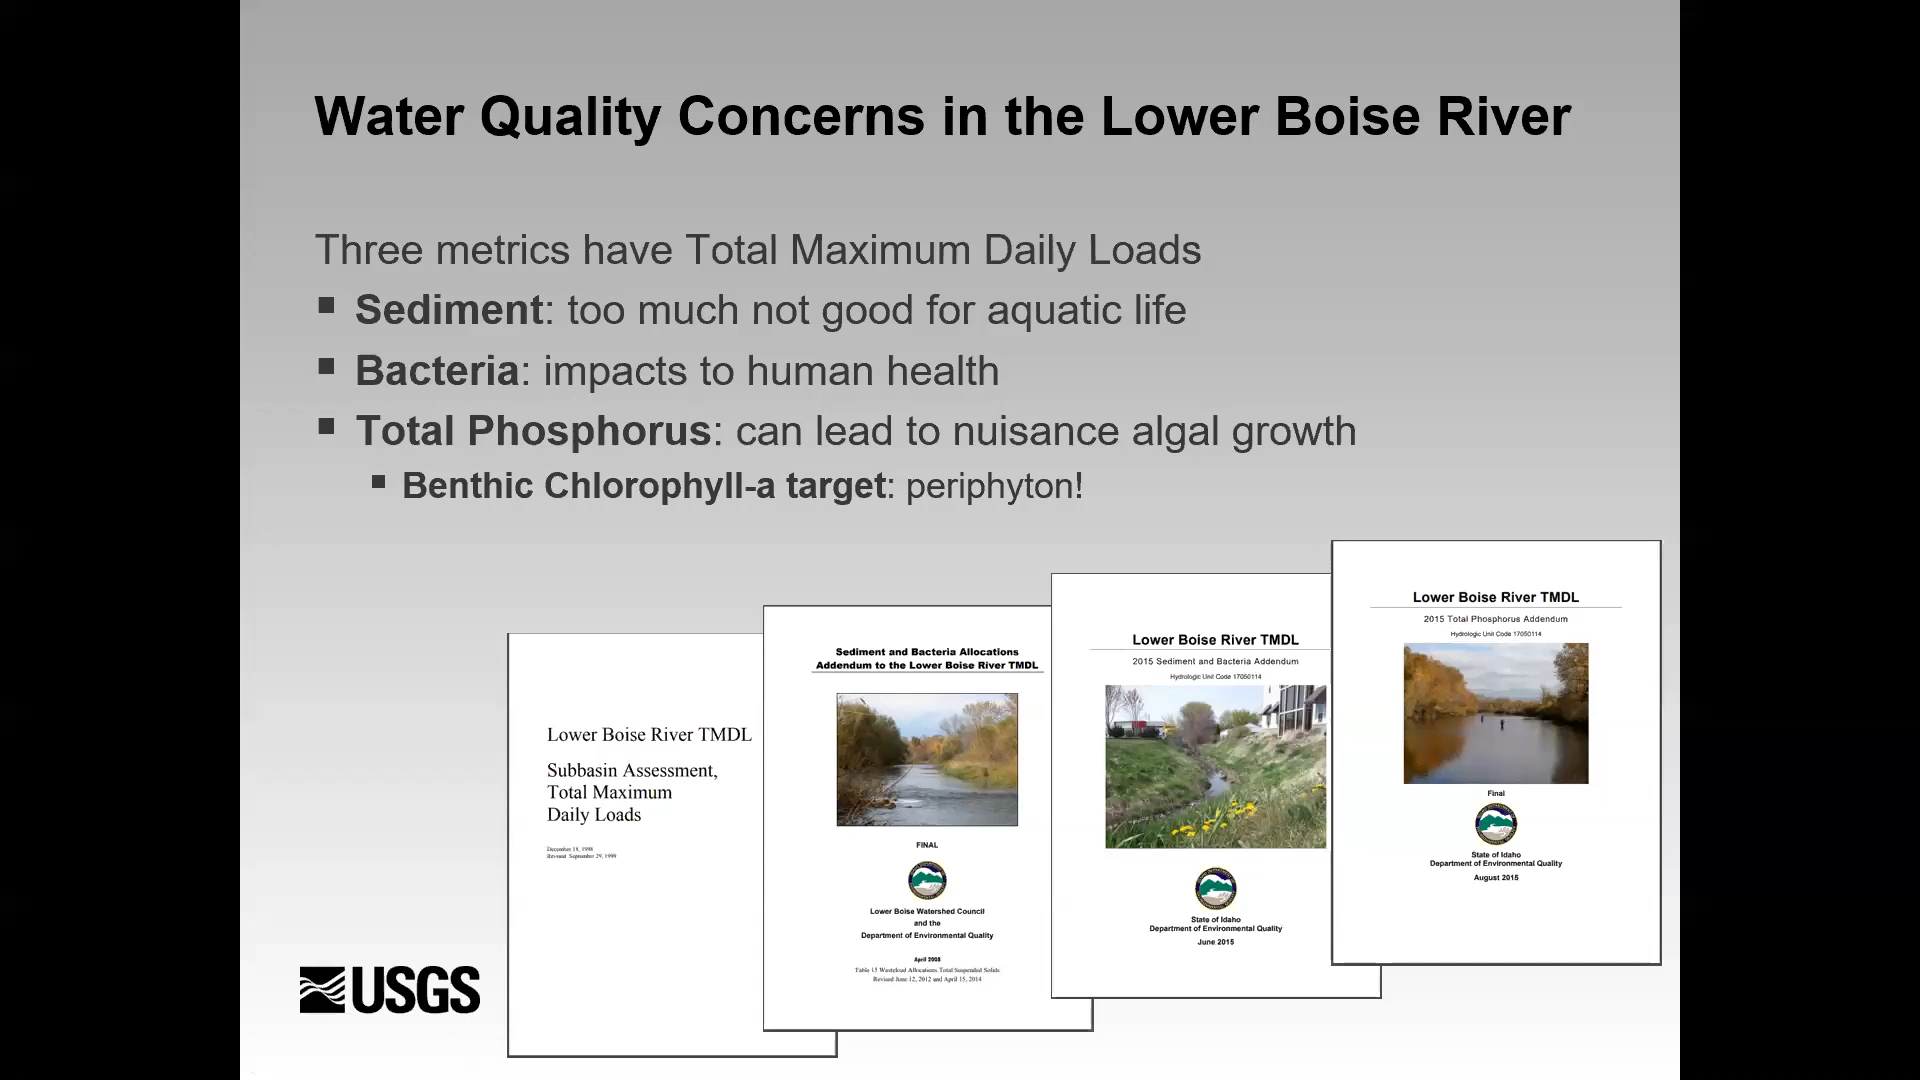 Water Quality Concerns in the Lower Boise River
Three metrics have Total Maximum Daily Loads
Sediment: too much not good for aquatic life
Bacteria: impacts to human health
Total Phosphorus: can lead to nuisance algal growth
Benthic Chlorophyll-a target: periphyton!
Lower Boise River TMDL
Subbasin Assessment,
Total Maximum
Daily Loads
December 18, 1998
Revised September 29, 1999
Sediment and Bacteria Allocations
Addendum to the Lower Boise River TMDL
FINAL
Lower Boise Watershed Council
and the
Department of Environmental Quality
April 2008
Table 15 Wasteload Allocations Total Suspended Solids
Revised June 12, 2012 and April 15, 2014
Lower Boise River TMDL
2015 Sediment and Bacteria Addendum
Hydrologic Unit Code 17050114
State of Idaho
Department of Environmental Quality
June 2015
Lower Boise River TMDL
2015 Total Phosphorus Addendum
Hydrologic Unit Code 17050114
Final
State of Idaho
Department of Environmental Quality
August 2015
USGS